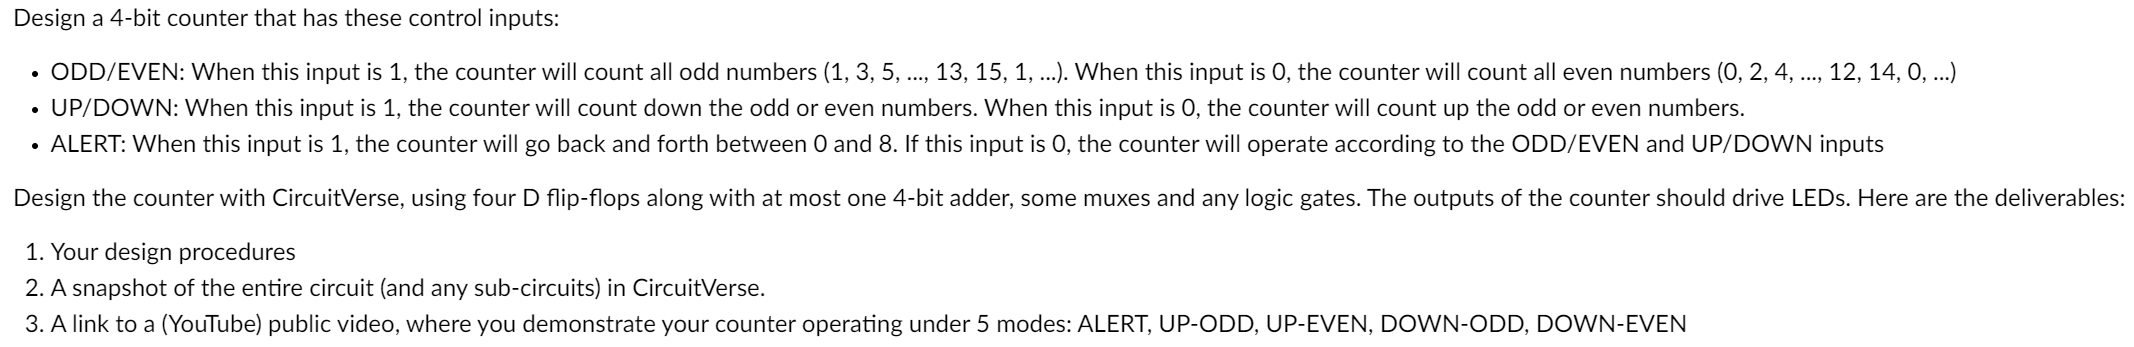 Design a 4-bit counter that has these control inputs:
• ODD/EVEN: When this input is 1, the counter will count all odd numbers (1, 3, 5, ..., 13, 15, 1, ...). When this input is 0, the counter will count all even numbers (0, 2, 4, ..., 12, 14, 0, ...)
• UP/DOWN: When this input is 1, the counter will count down the odd or even numbers. When this input is 0, the counter will count up the odd or even numbers.
• ALERT: When this input is 1, the counter will go back and forth between 0 and 8. If this input is 0, the counter will operate according to the ODD/EVEN and UP/DOWN inputs
Design the counter with CircuitVerse, using four D flip-flops along with at most one 4-bit adder, some muxes and any logic gates. The outputs of the counter should drive LEDs. Here are the deliverables:
1. Your design procedures
2. A snapshot of the entire circuit (and any sub-circuits) in CircuitVerse.
3. A link to a (YouTube) public video, where you demonstrate your counter operating under 5 modes: ALERT, UP-ODD, UP-EVEN, DOWN-ODD, DOWN-EVEN